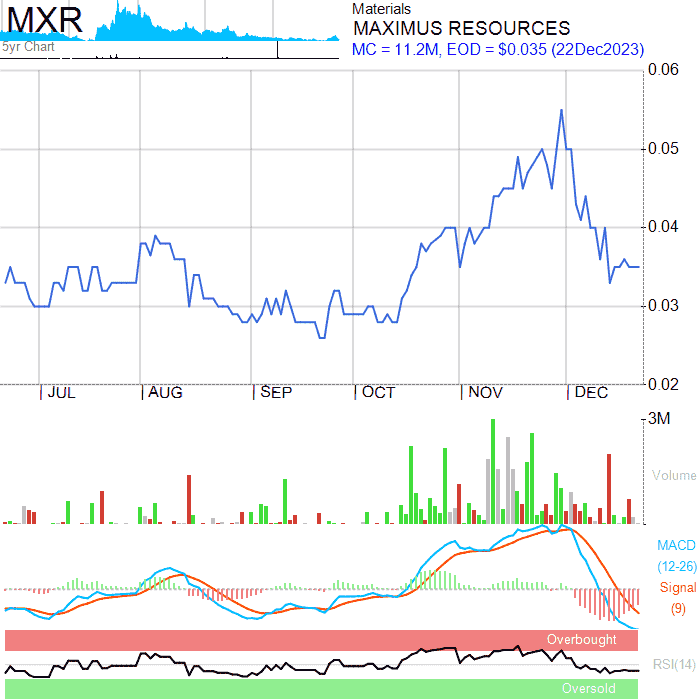 MXR
5yr Chart
Materials
MAXIMUS RESOURCES
MC = 11.2M, EOD = $0.035 (22Dec2023)
0.06
0.05
0.04
0.03
0.02
JUL AUG SEP OCT NOV DEC
3M
Volume
MACD
(12-26)
Signal
(9)
Overbought
RSI(14)
Oversold